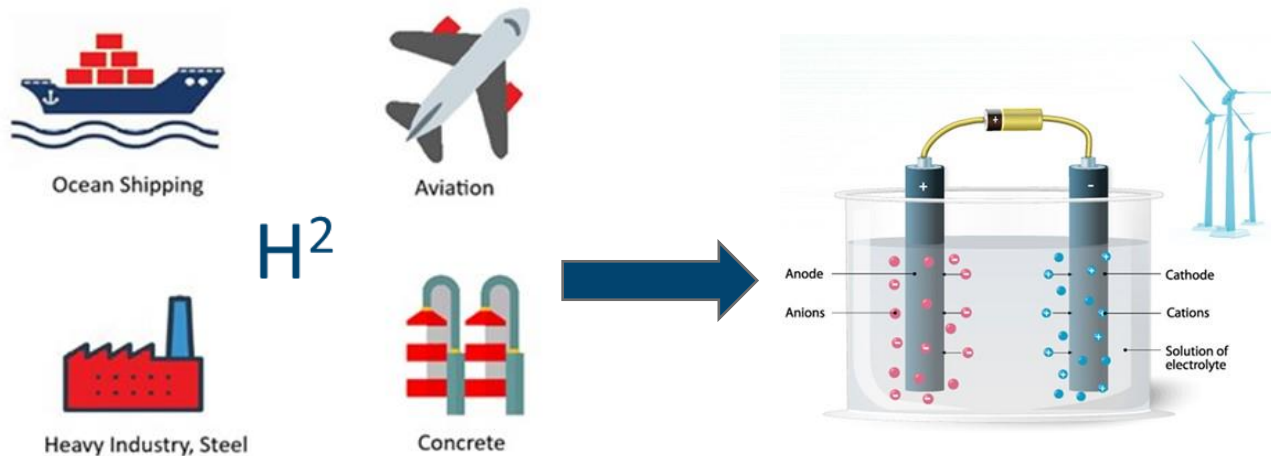 Ocean Shipping
Aviation
H²
Heavy Industry, Steel
Concrete
+
+
-
Anode
Anions
Cathode
Cations
Solution of
electrolyte